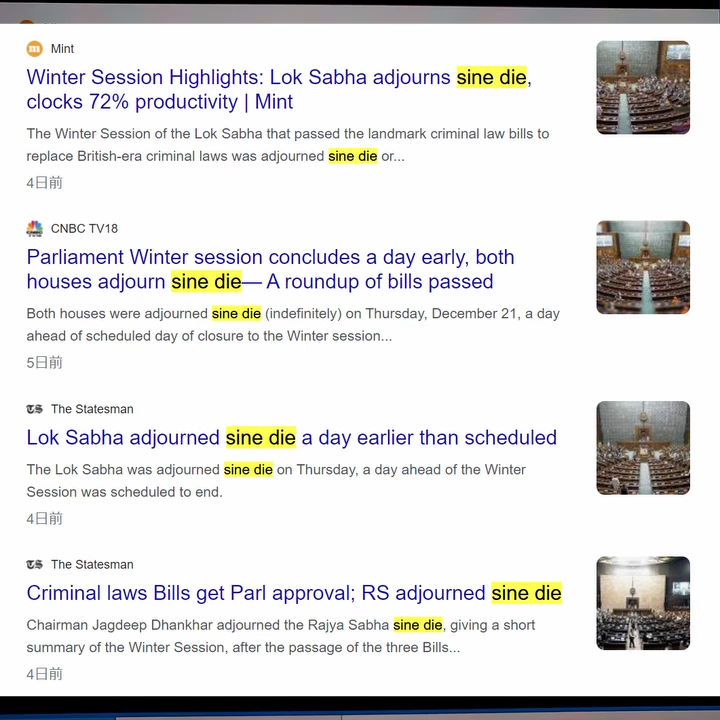 Mint
Winter Session Highlights: Lok Sabha adjourns sine die,
clocks 72% productivity | Mint
The Winter Session of the Lok Sabha that passed the landmark criminal law bills to
replace British-era criminal laws was adjourned sine die or...
4日前
CNBC TV18
Parliament Winter session concludes a day early, both
houses adjourn sine die— A roundup of bills passed
Both houses were adjourned sine die (indefinitely) on Thursday, December 21, a day
ahead of scheduled day of closure to the Winter session...
5日前
TS The Statesman
Lok Sabha adjourned sine die a day earlier than scheduled
The Lok Sabha was adjourned sine die on Thursday, a day ahead of the Winter
Session was scheduled to end.
4日前
TS The Statesman
Criminal laws Bills get Parl approval; RS adjourned sine die
Chairman Jagdeep Dhankhar adjourned the Rajya Sabha sine die, giving a short
summary of the Winter Session, after the passage of the three Bills...
4日前